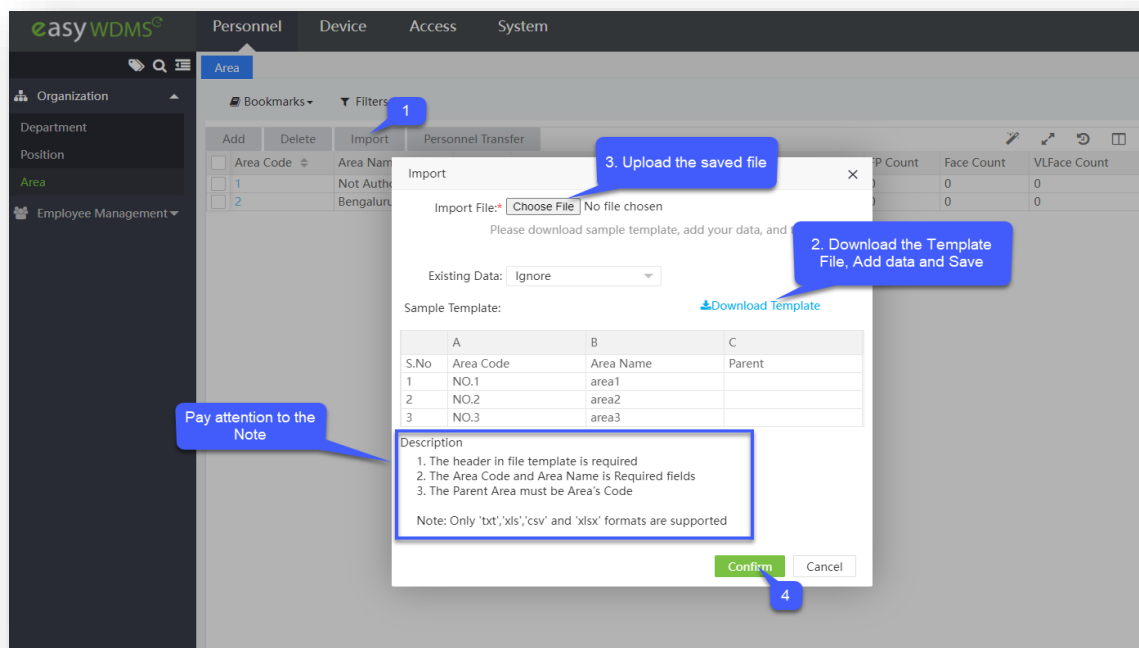 easy WDMS
Personnel Device Access System
Area
Organization
Department
Position
Area
Employee Management
Bookmarks Filters
1
Add Delete Import Personnel Transfer
Area Code Area Nam FP Count Face Count VLFace Count
1 Not Autho 0 0
2 Bengaluru 0 0
Import
3. Upload the saved file
Import File:* Choose File No file chosen
Please download sample template, add your data, and
2. Download the Template
File, Add data and Save
Existing Data: Ignore
Sample Template: Download Template
A B C
S.No Area Code Area Name Parent
1 NO.1 area1
2 NO.2 area2
3 NO.3 area3
Pay attention to the
Note
Description
1. The header in file template is required
2. The Area Code and Area Name is Required fields
3. The Parent Area must be Area's Code
Note: Only 'txt','xls','csv' and 'xlsx' formats are supported
Confirm Cancel
4